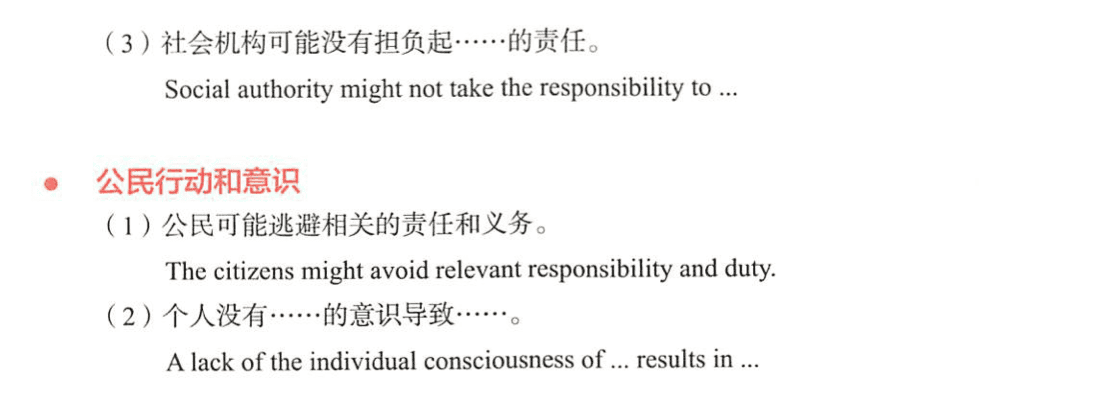 （3）社会机构可能没有担负起……的责任。
Social authority might not take the responsibility to ...
● 公民行动和意识
（1）公民可能逃避相关的责任和义务。
The citizens might avoid relevant responsibility and duty.
（2）个人没有……的意识导致……。
A lack of the individual consciousness of ... results in ...